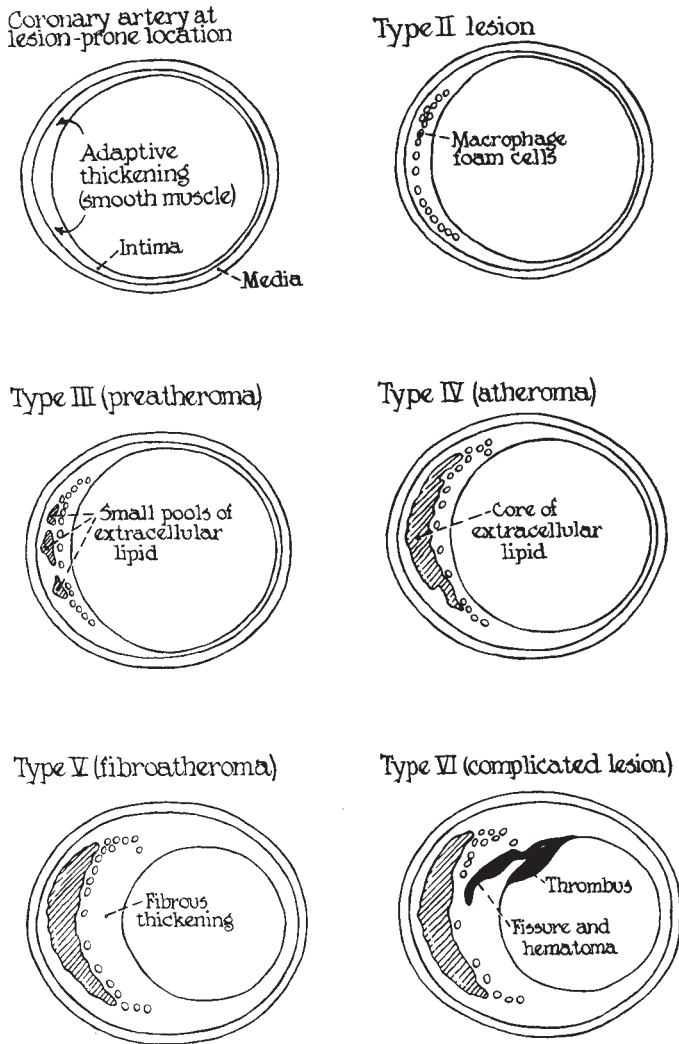 Coronary artery at
lesion-prone location
Adaptive
thickening
(smooth muscle)
Intima
Media
Type II lesion
Macrophage
foam cells
Type III (preatheroma)
Small pools of
extracellular
lipid
Type IV (atheroma)
Core of
extracellular
lipid
Type V (fibroatheroma)
Fibrous
thickening
Type VI (complicated lesion)
Thrombus
Fissure and
hematoma